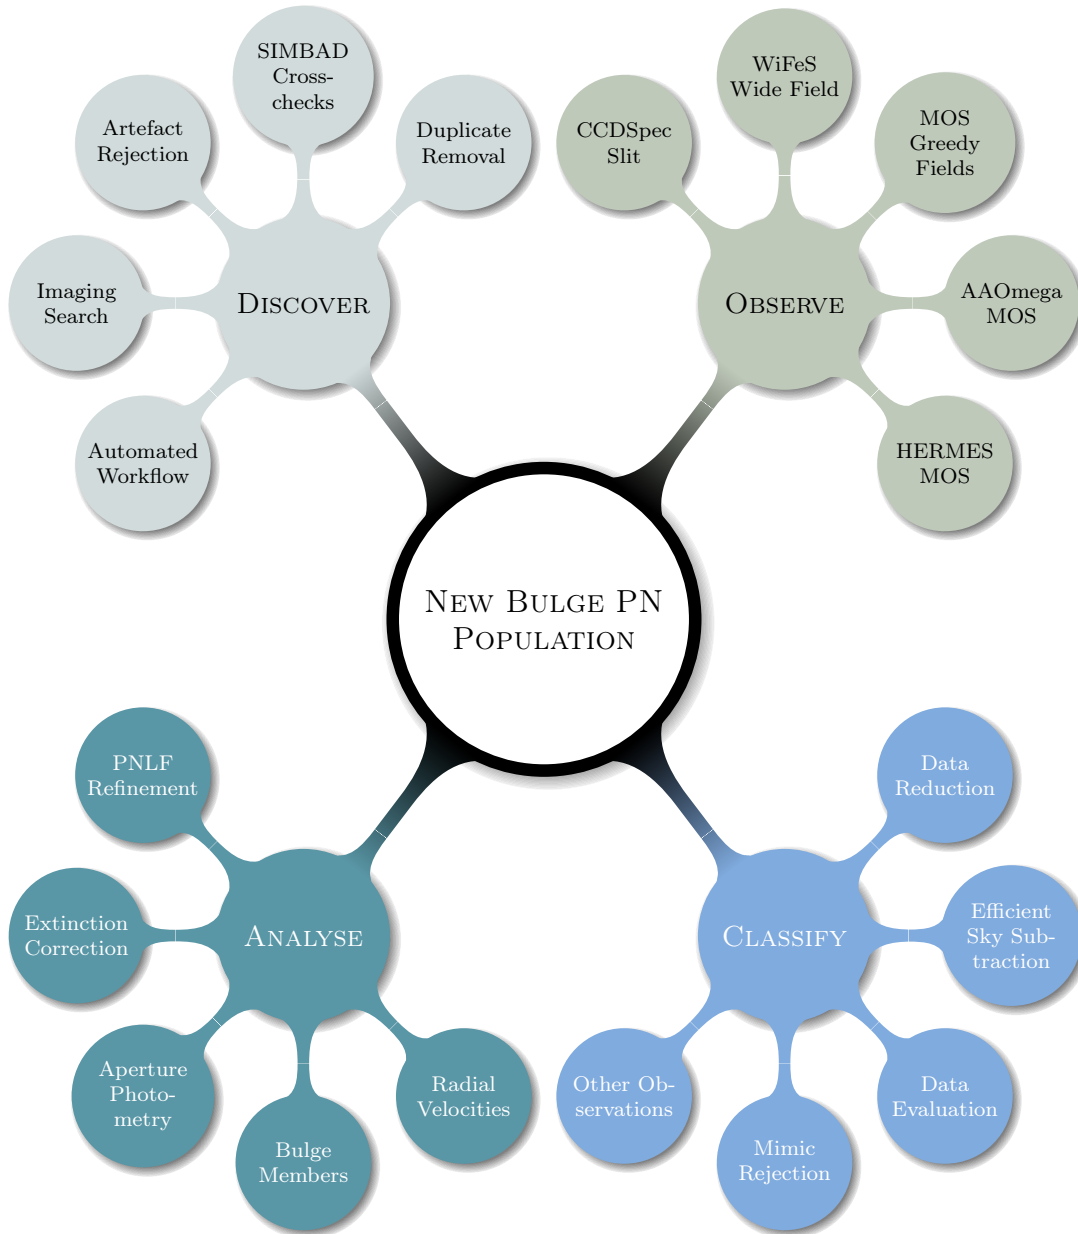 SIMBAD
Cross-
checks
Artefact
Rejection
Duplicate
Removal
Imaging
Search
DISCOVER
Automated
Workflow
WiFeS
Wide Field
CCDSpec
Slit
MOS
Greedy
Fields
OBSERVE
AAOmega
MOS
HERMES
MOS
NEW BULGE PN
POPULATION
PNLF
Refinement
Extinction
Correction
ANALYSE
Aperture
Photo-
metry
Bulge
Members
Radial
Velocities
Data
Reduction
CLASSIFY
Efficient
Sky Sub-
traction
Other Ob-
servations
Mimic
Rejection
Data
Evaluation